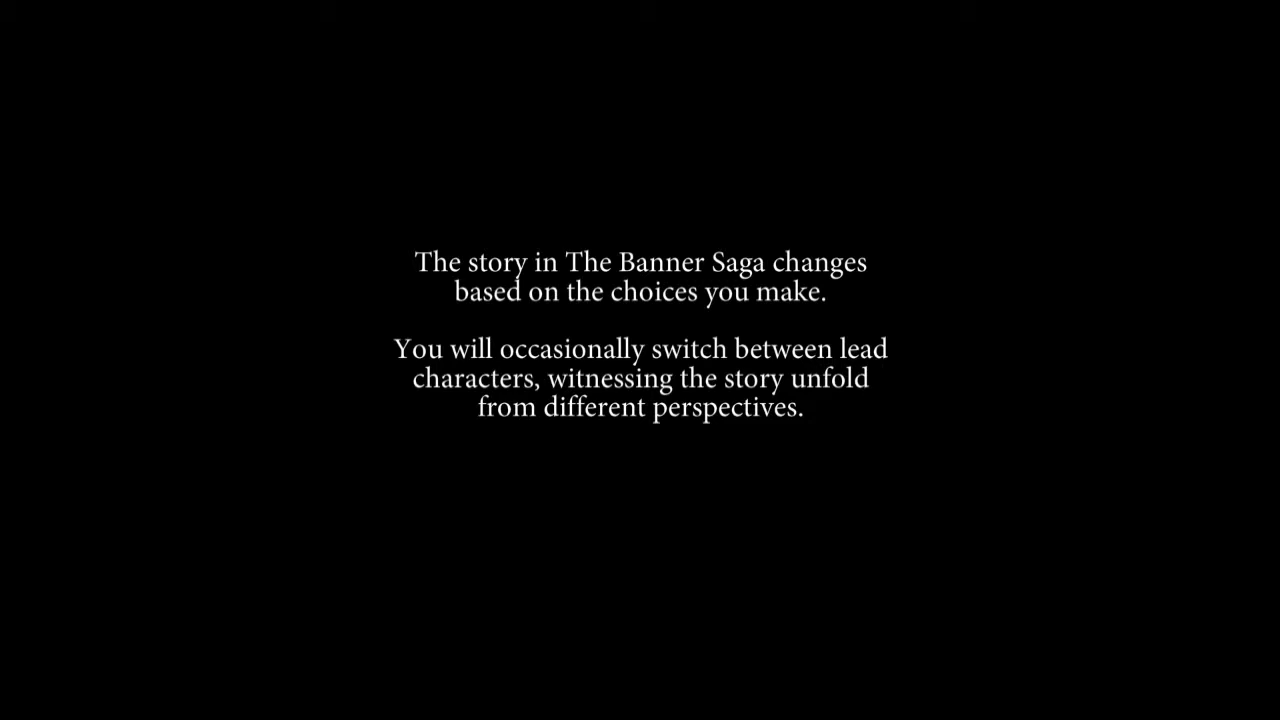 The story in The Banner Saga changes
based on the choices you make.
You will occasionally switch between lead
characters, witnessing the story unfold
from different perspectives.